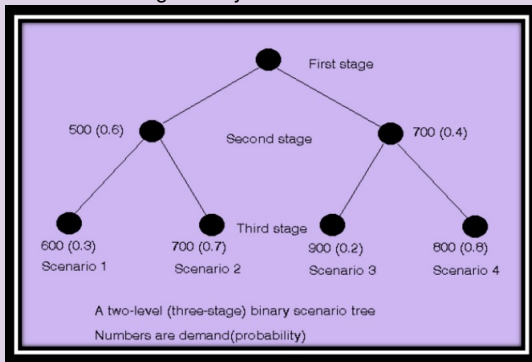 First stage
500 (0.6)
Second stage
700 (0.4)
Third stage
600 (0.3)
700 (0.7)
900 (0.2)
800 (0.8)
Scenario 1
Scenario 2
Scenario 3
Scenario 4
A two-level (three-stage) binary scenario tree
Numbers are demand(probability)